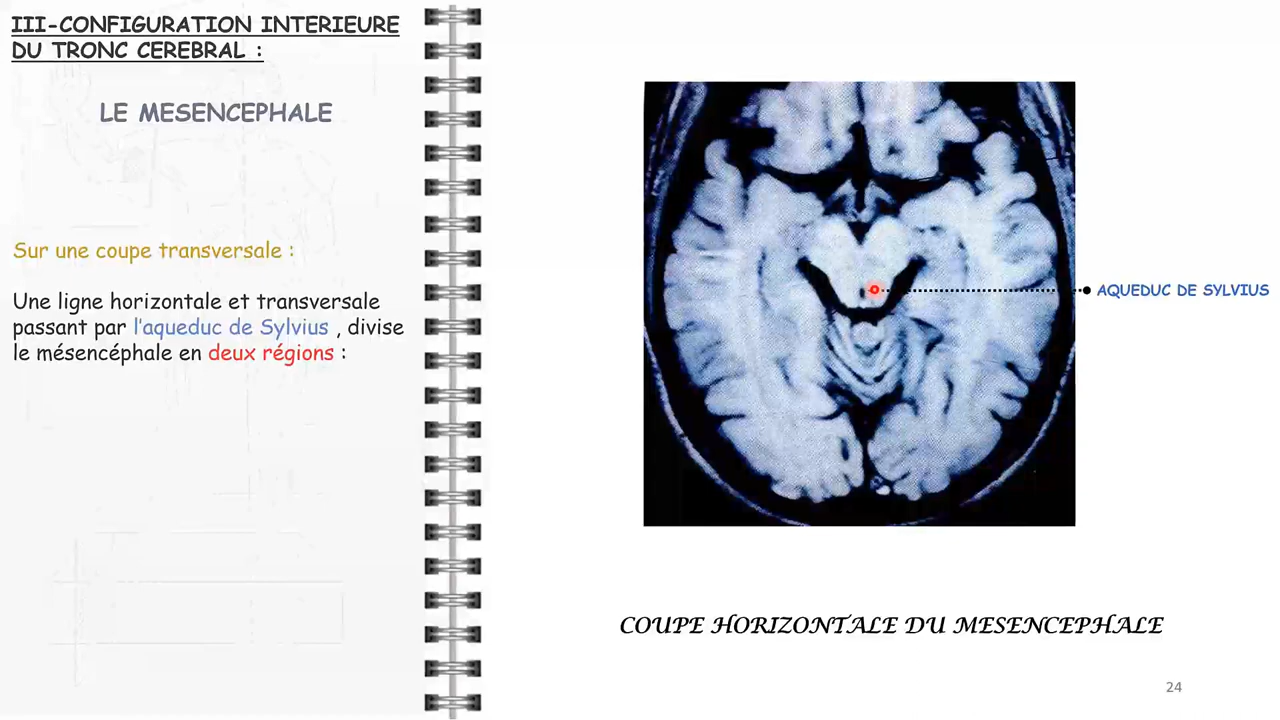 III-CONFIGURATION INTERIEURE
DU TRONC CEREBRAL :
LE MESENCEPHALE
Sur une coupe transversale :
Une ligne horizontale et transversale
passant par l'aqueduc de Sylvius , divise
le mésencéphale en deux régions :
AQUEDUC DE SYLVIUS
COUPE HORIZONTALE DU MESENCEPHALE
24